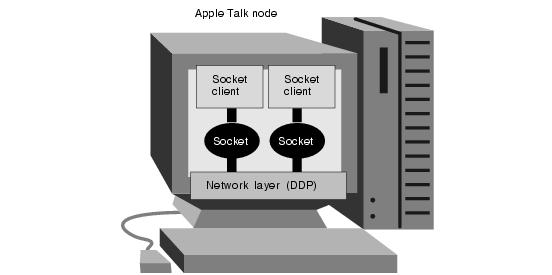 Apple Talk node
Socket client
Socket client
Socket
Socket
Network layer (DDP)